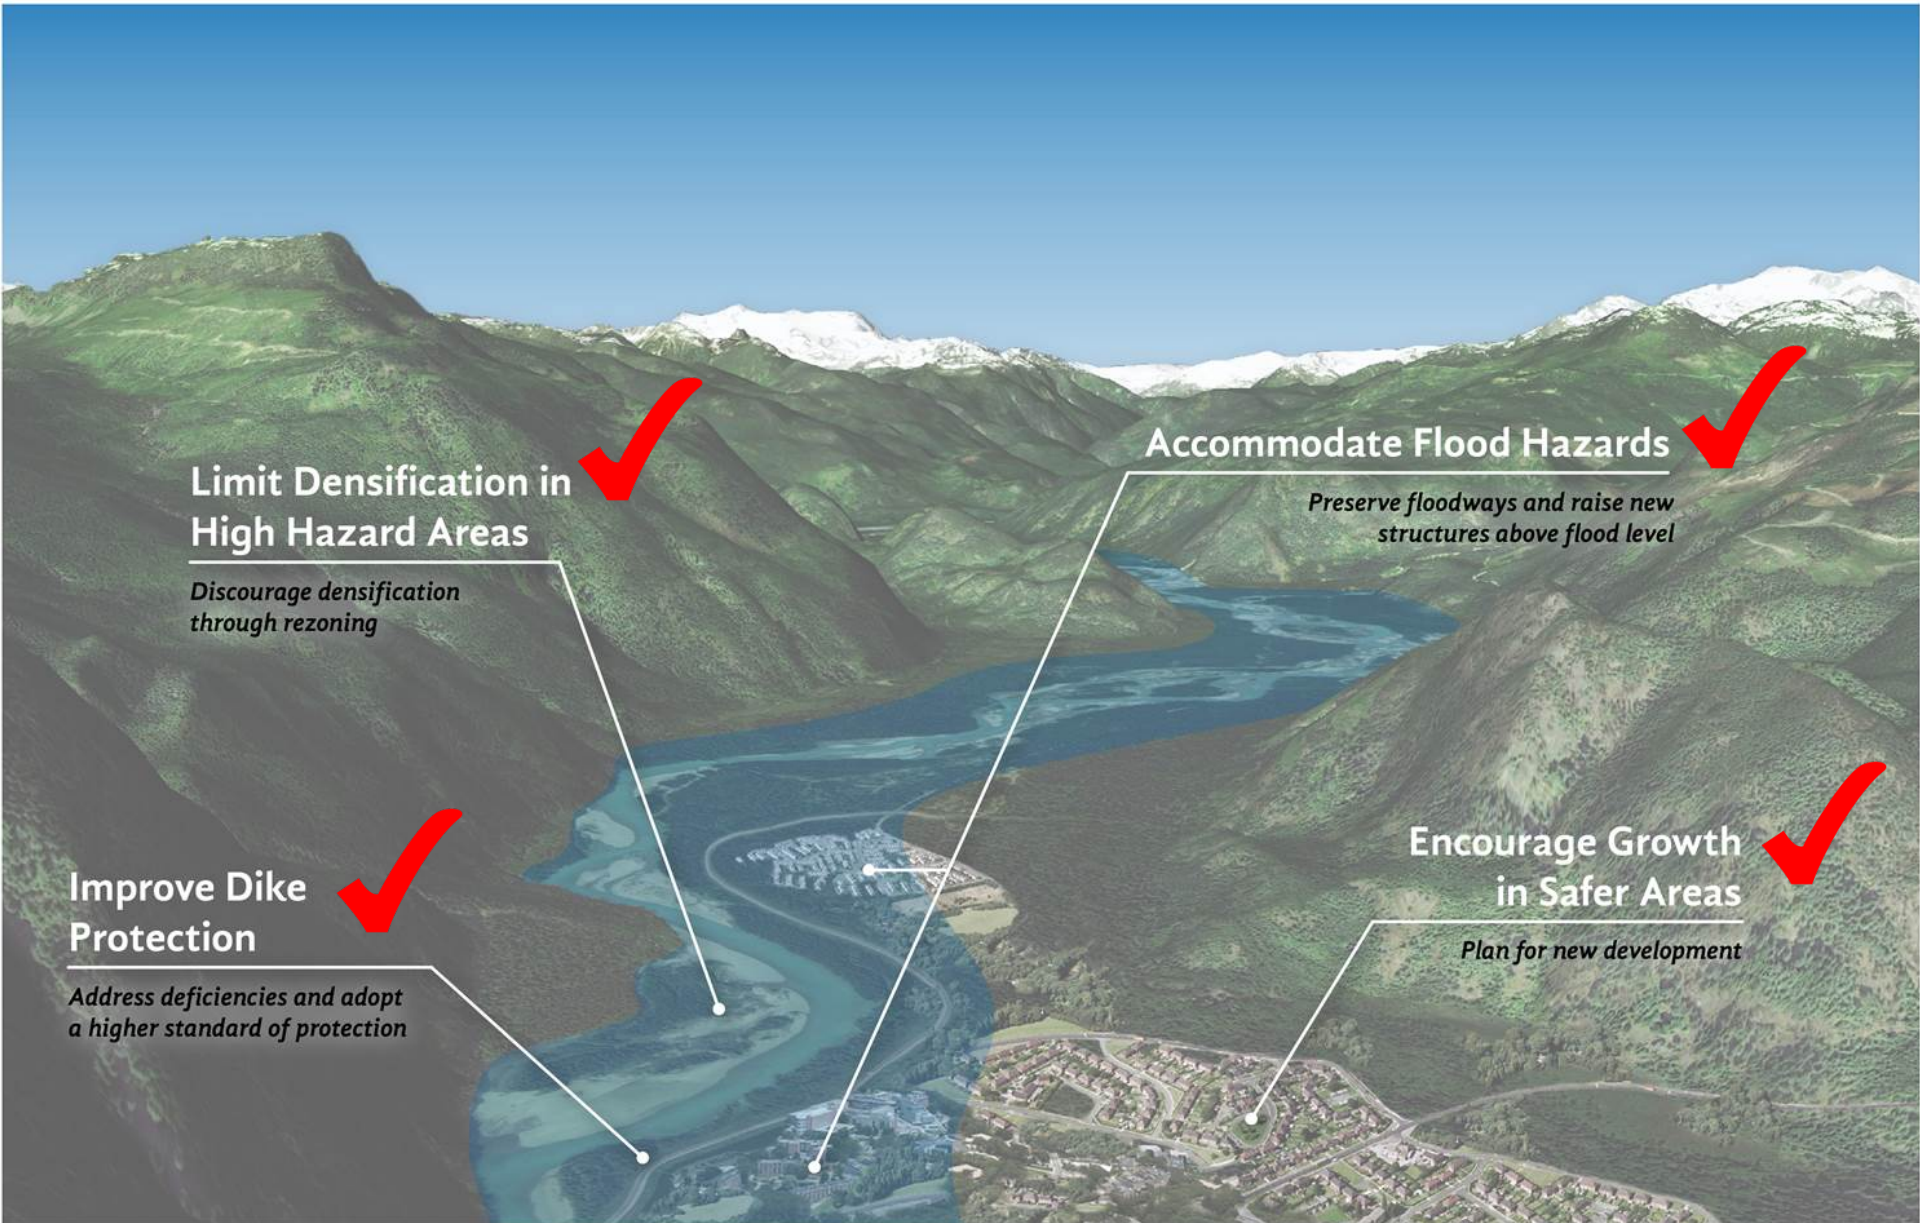 Limit Densification in
High Hazard Areas
Discourage densification
through rezoning
Accommodate Flood Hazards
Preserve floodways and raise new
structures above flood level
Improve Dike
Protection
Address deficiencies and adopt
a higher standard of protection
Encourage Growth
in Safer Areas
Plan for new development